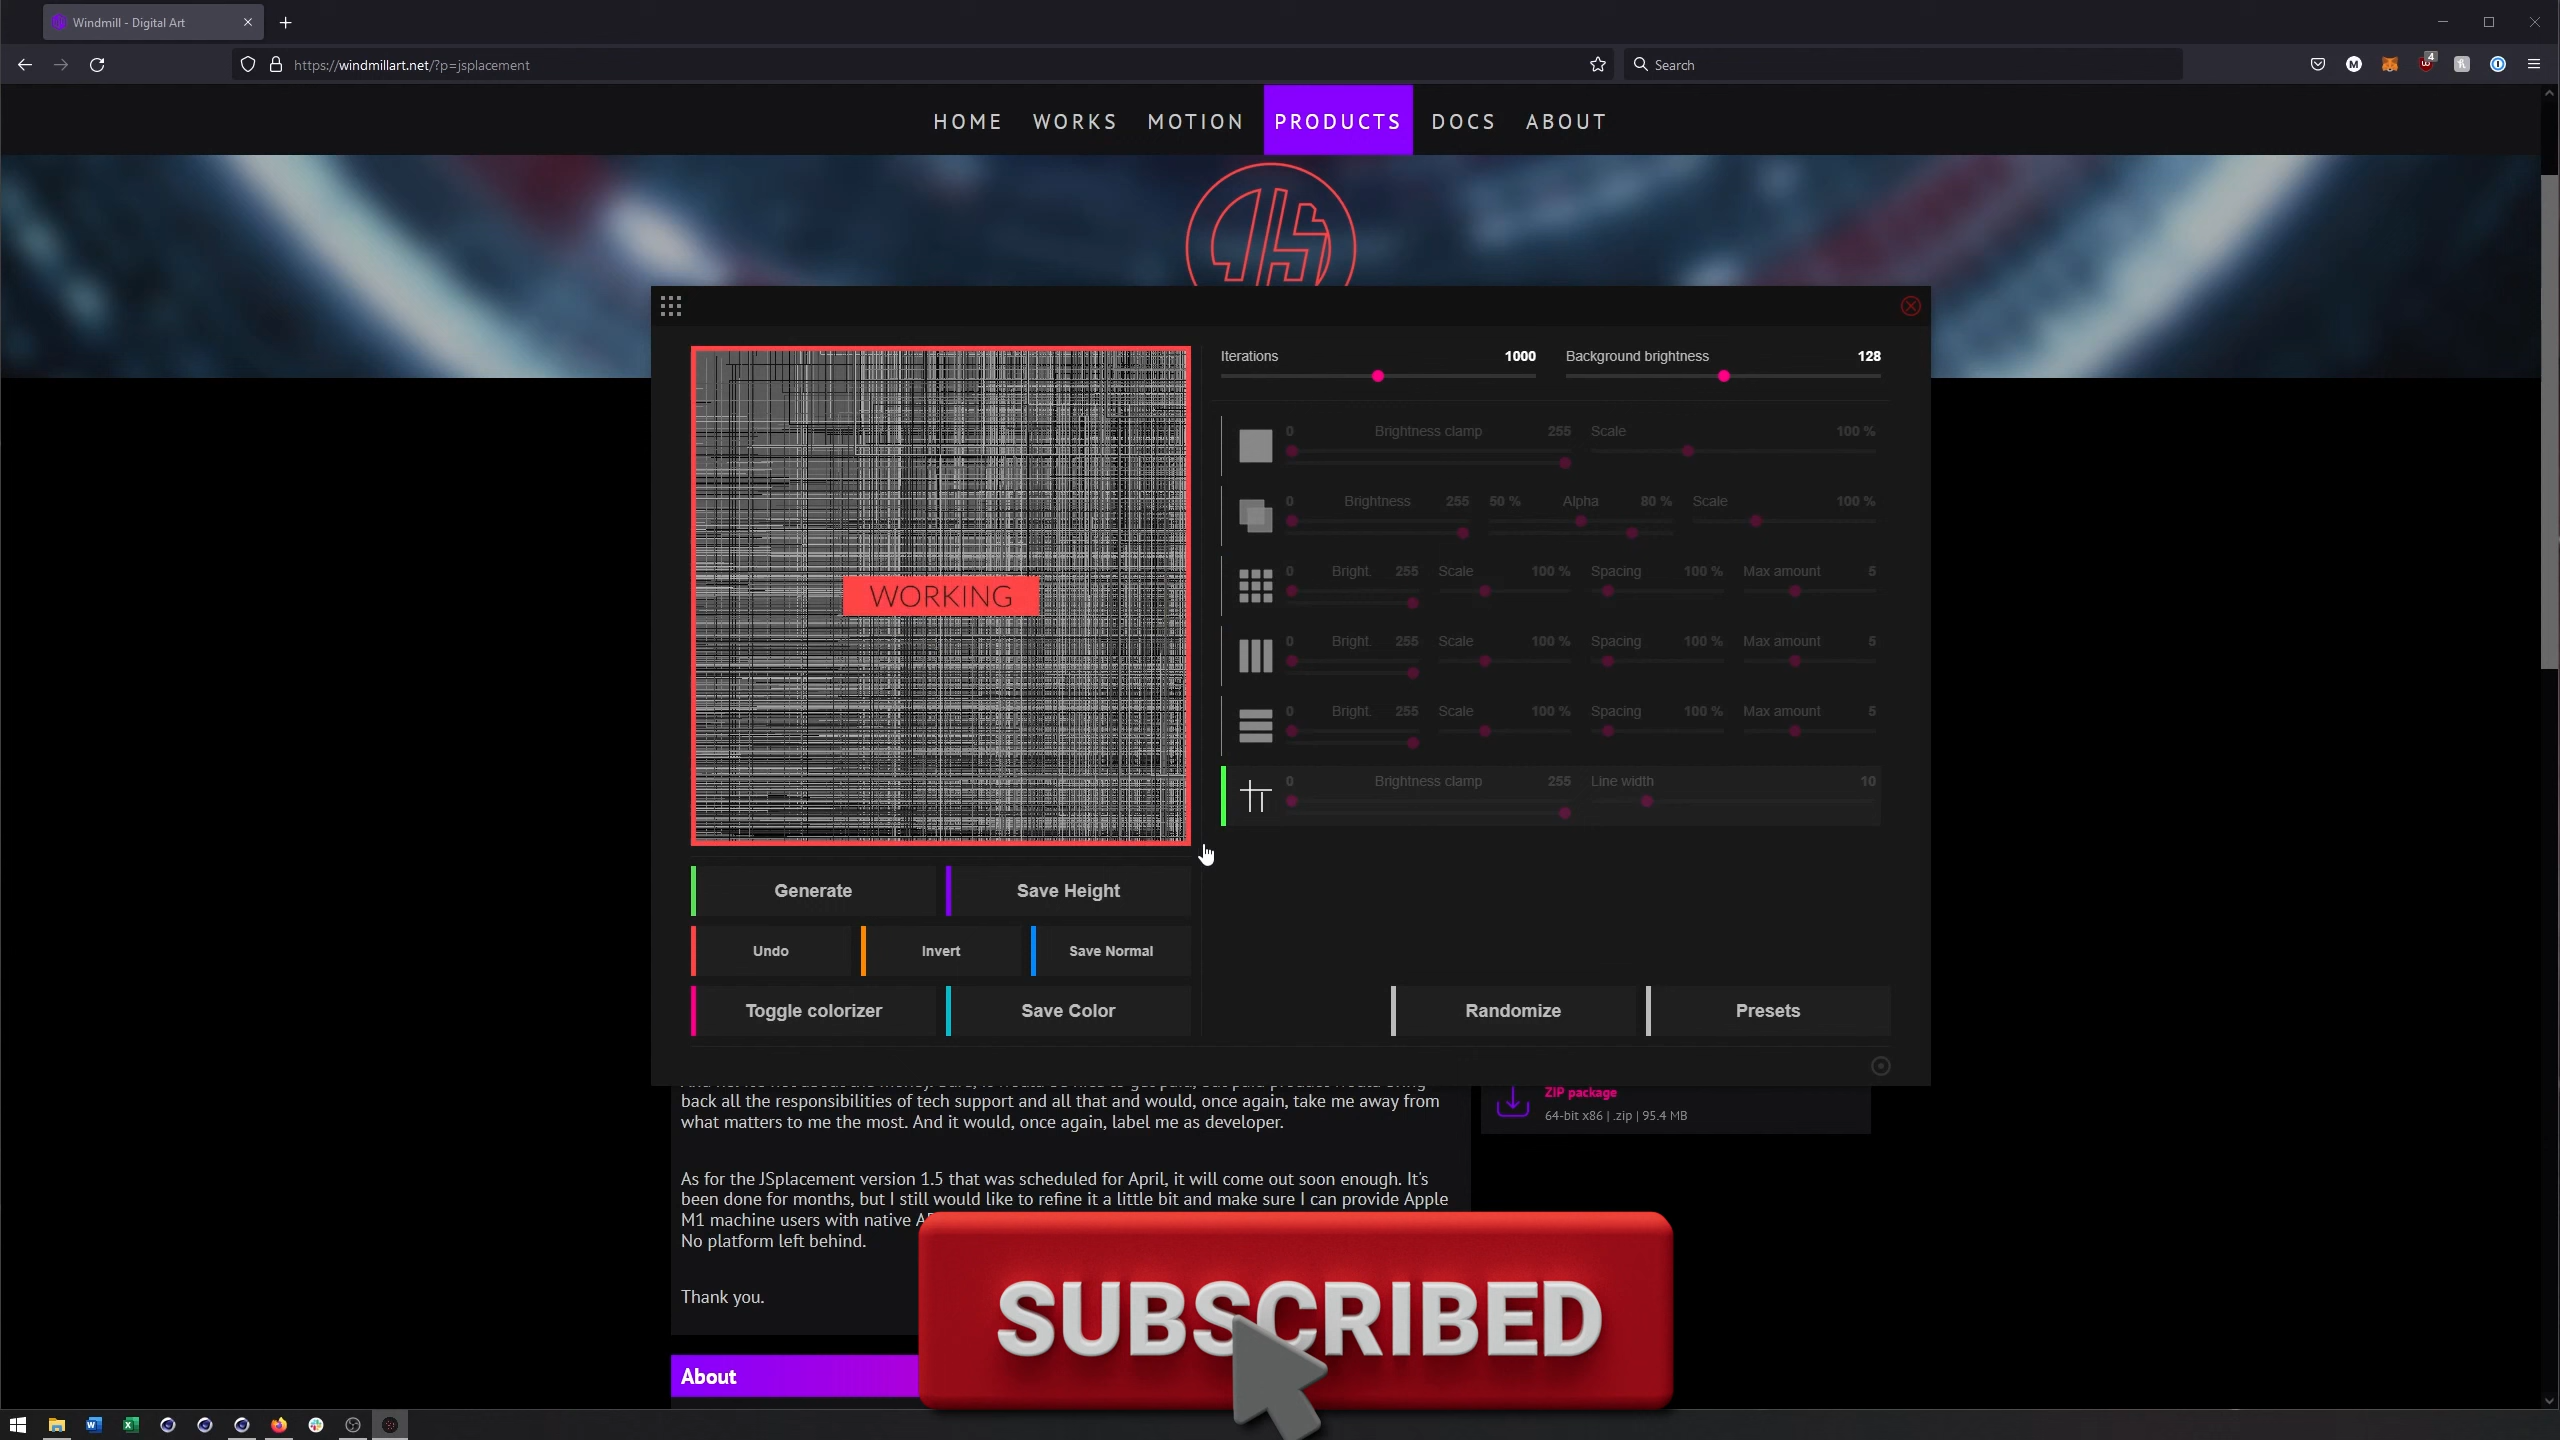 Windmill - Digital Art
https://windmillart.net/?p=jsplacement
Search
4
HOME WORKS MOTION PRODUCTS DOCS ABOUT
Iterations 1000 Background brightness 128
0 Brightness clamp 255 Scale 100 %
0 Brightness 255 50 % Alpha 80 % Scale 100 %
0 Bright. 255 Scale 100 % Spacing 100 % Max amount 5
0 Bright. 255 Scale 100 % Spacing 100 % Max amount 5
0 Bright. 255 Scale 100 % Spacing 100 % Max amount 5
0 Brightness clamp 255 Line width 10
WORKING
Generate Save Height
Undo Invert Save Normal
Toggle colorizer Save Color
Randomize Presets
back all the responsibilities of tech support and all that and would, once again, take me away from
what matters to me the most. And it would, once again, label me as developer.
As for the JSplacement version 1.5 that was scheduled for April, it will come out soon enough. It's
been done for months, but I still would like to refine it a little bit and make sure I can provide Apple
M1 machine users with native
No platform left behind.
Thank you.
ZIP package
64-bit x86 | .zip | 95.4 MB
About
SUBSCRIBED